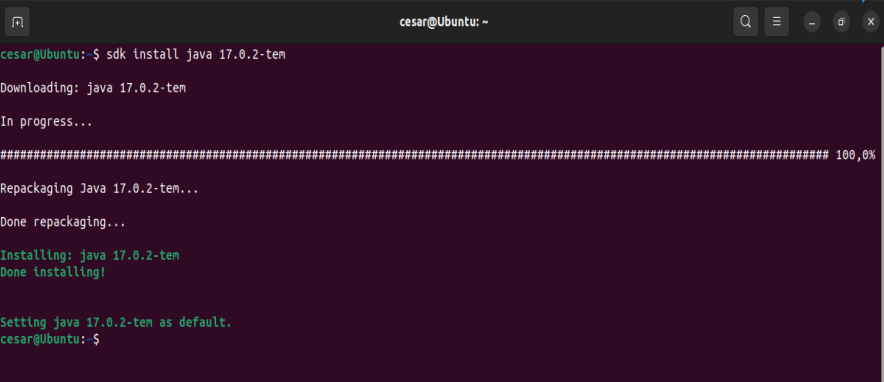 cesar@Ubuntu: ~
cesar@Ubuntu:~$ sdk install java 17.0.2-tem
Downloading: java 17.0.2-tem
In progress...
############################################################################################################################# 100,0%
Repackaging Java 17.0.2-tem...
Done repackaging...
Installing: java 17.0.2-tem
Done installing!
Setting java 17.0.2-tem as default.
cesar@Ubuntu:~$